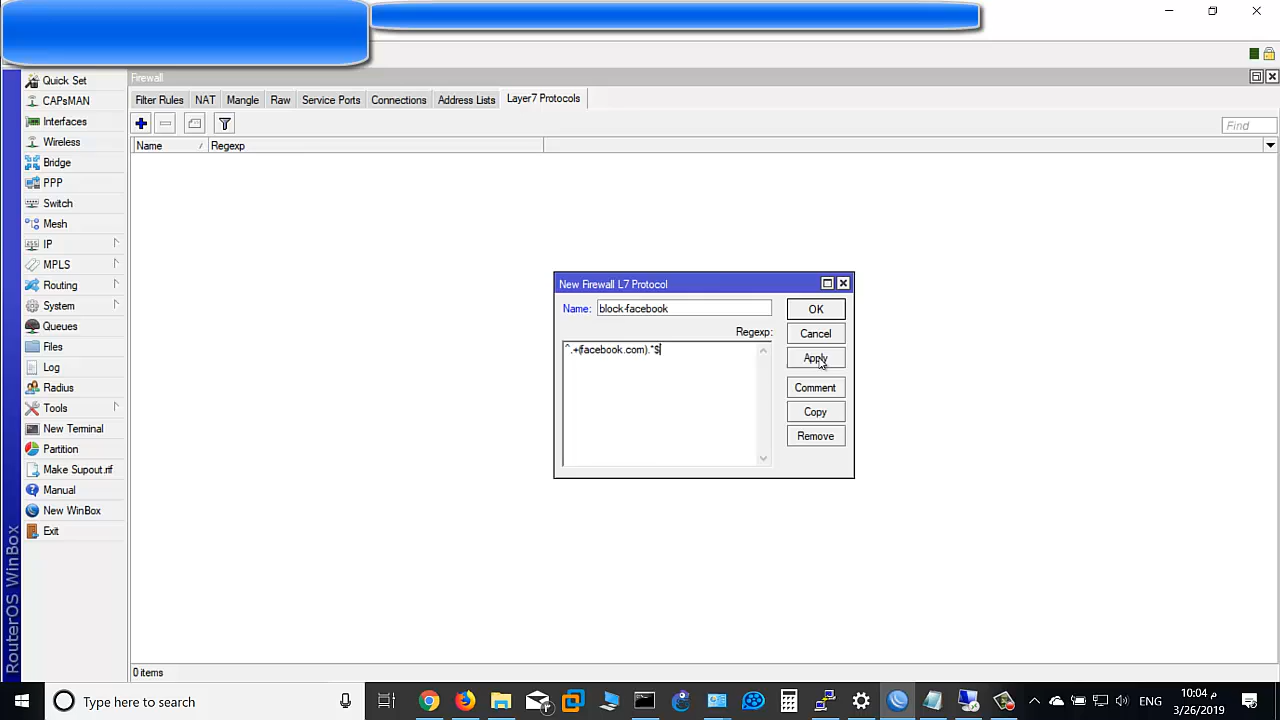 Firewall
Quick Set
CAPsMAN
Interfaces
Wireless
Bridge
PPP
Switch
Mesh
IP
MPLS
Routing
System
Queues
Files
Log
Radius
Tools
New Terminal
Partition
Make Supout.rif
Manual
New WinBox
Exit
RouterOS WinBox
Filter Rules NAT Mangle Raw Service Ports Connections Address Lists Layer7 Protocols
Find
Name / Regexp
New Firewall L7 Protocol
Name: block-facebook
Regexp:
^.+(facebook.com).*$
OK
Cancel
Apply
Comment
Copy
Remove
0 items
Type here to search
ENG
10:04 م
3/26/2019